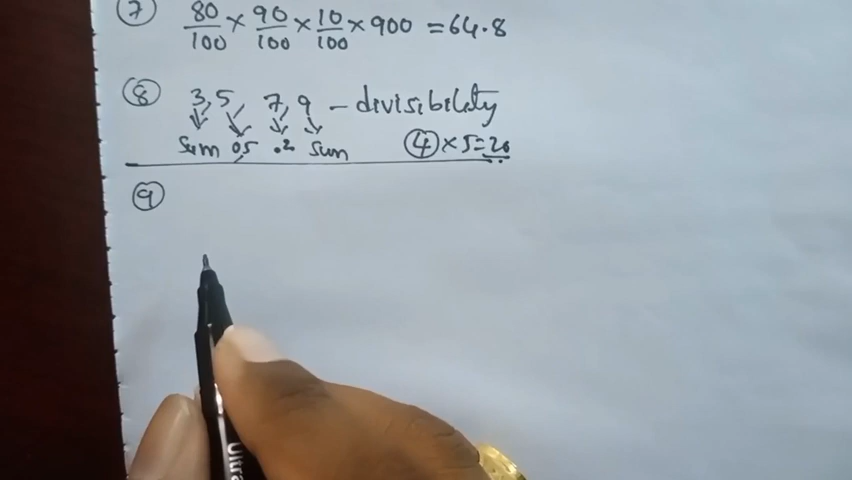 7 80/100 × 90/100 × 10/100 × 900 = 64.8
8 3, 5, 7, 9 - divisibility
Sum 0,5 .2 Sum 4 × 5 = 20
9
Ultra